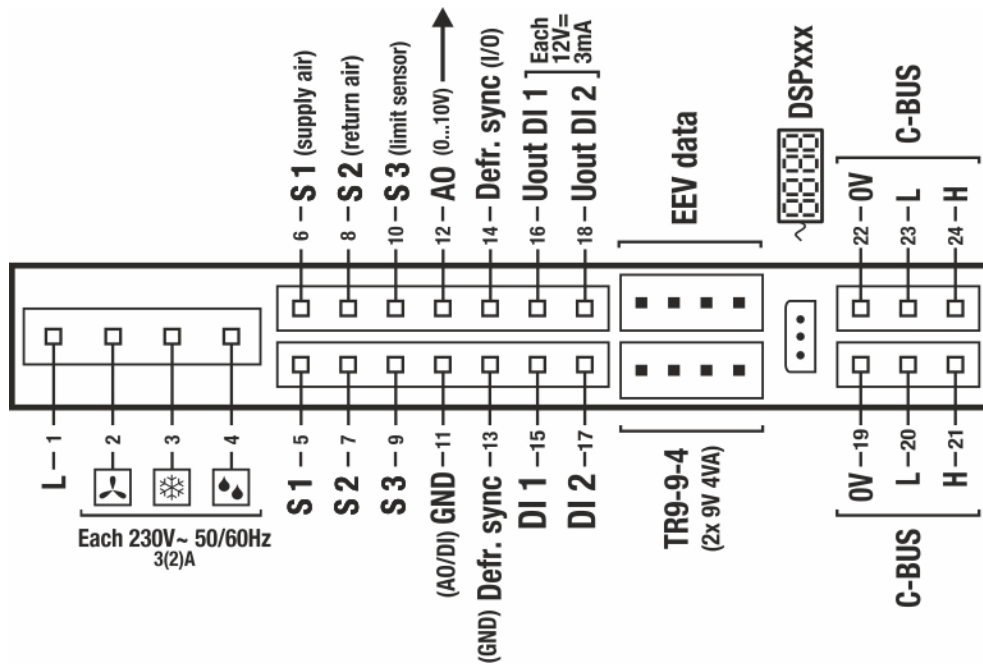 6 – S 1 (supply air)
8 – S 2 (return air)
10 – S 3 (limit sensor)
12 – AO (0...10V)
14 – Defr. sync (I/O)
16 – Uout DI 1
18 – Uout DI 2
Each
12V=
3mA
EEV data
DSPxxx
C-BUS
22 – 0V
23 – L
24 – H
L – 1
2
3
4
Each 230V~ 50/60Hz
3(2)A
S 1 – 5
S 2 – 7
S 3 – 9
(AO/DI) GND – 11
(GND) Defr. sync – 13
DI 1 – 15
DI 2 – 17
TR9-9-4
(2x 9V 4VA)
0V – 19
L – 20
H – 21
C-BUS